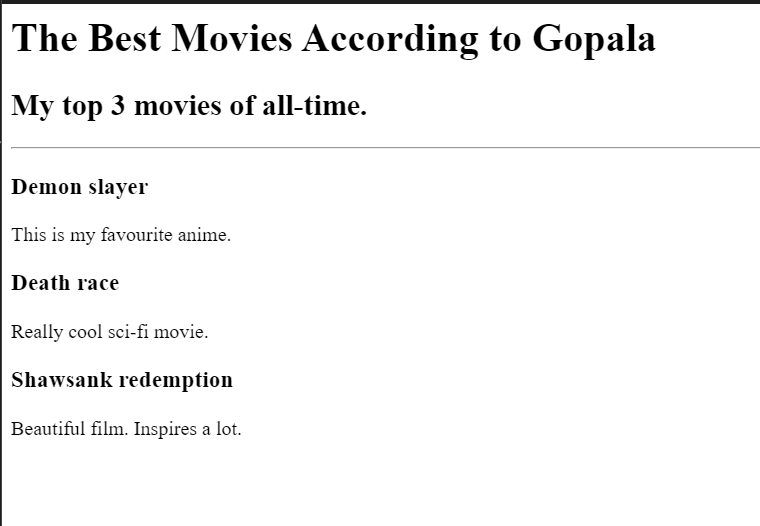 The Best Movies According to Gopala
My top 3 movies of all-time.
Demon slayer
This is my favourite anime.
Death race
Really cool sci-fi movie.
Shawsank redemption
Beautiful film. Inspires a lot.